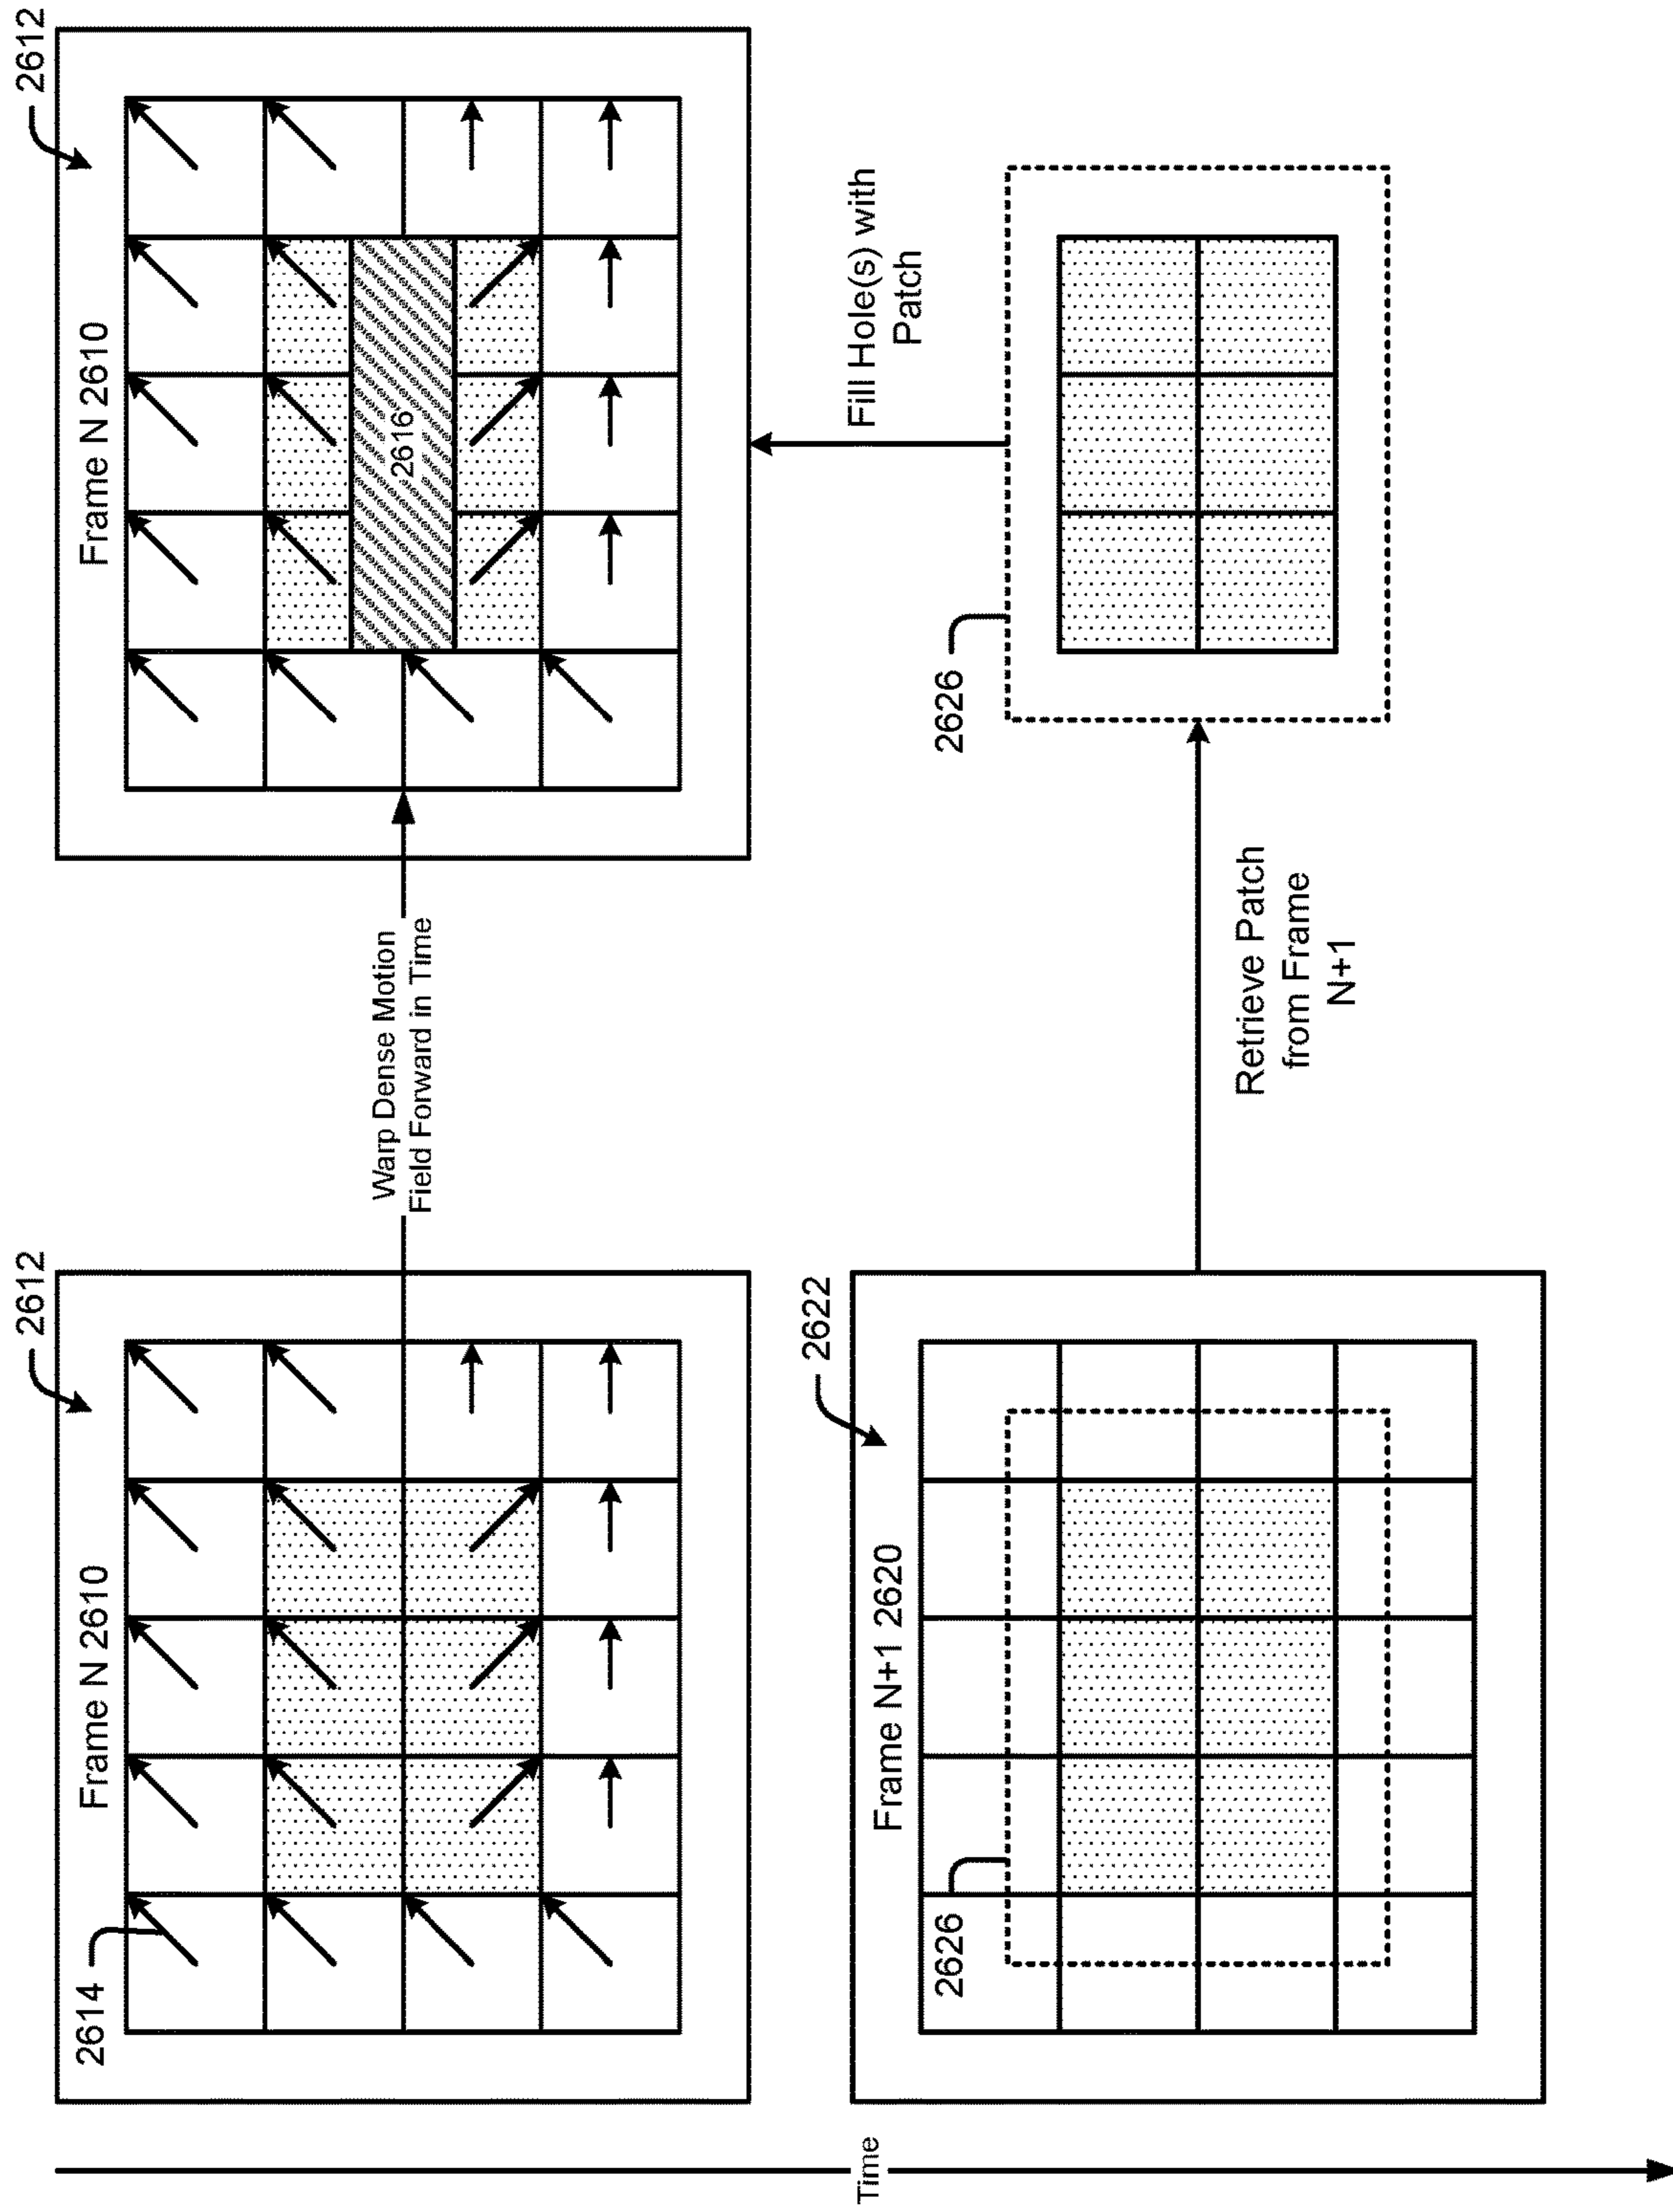 2612
Frame N 2610
2614
Warp Dense Motion
Field Forward in Time
2612
Frame N 2610
2616
Time
2622
Frame N+1 2620
2626
Retrieve Patch
from Frame
N+1
2626
Fill Hole(s) with
Patch